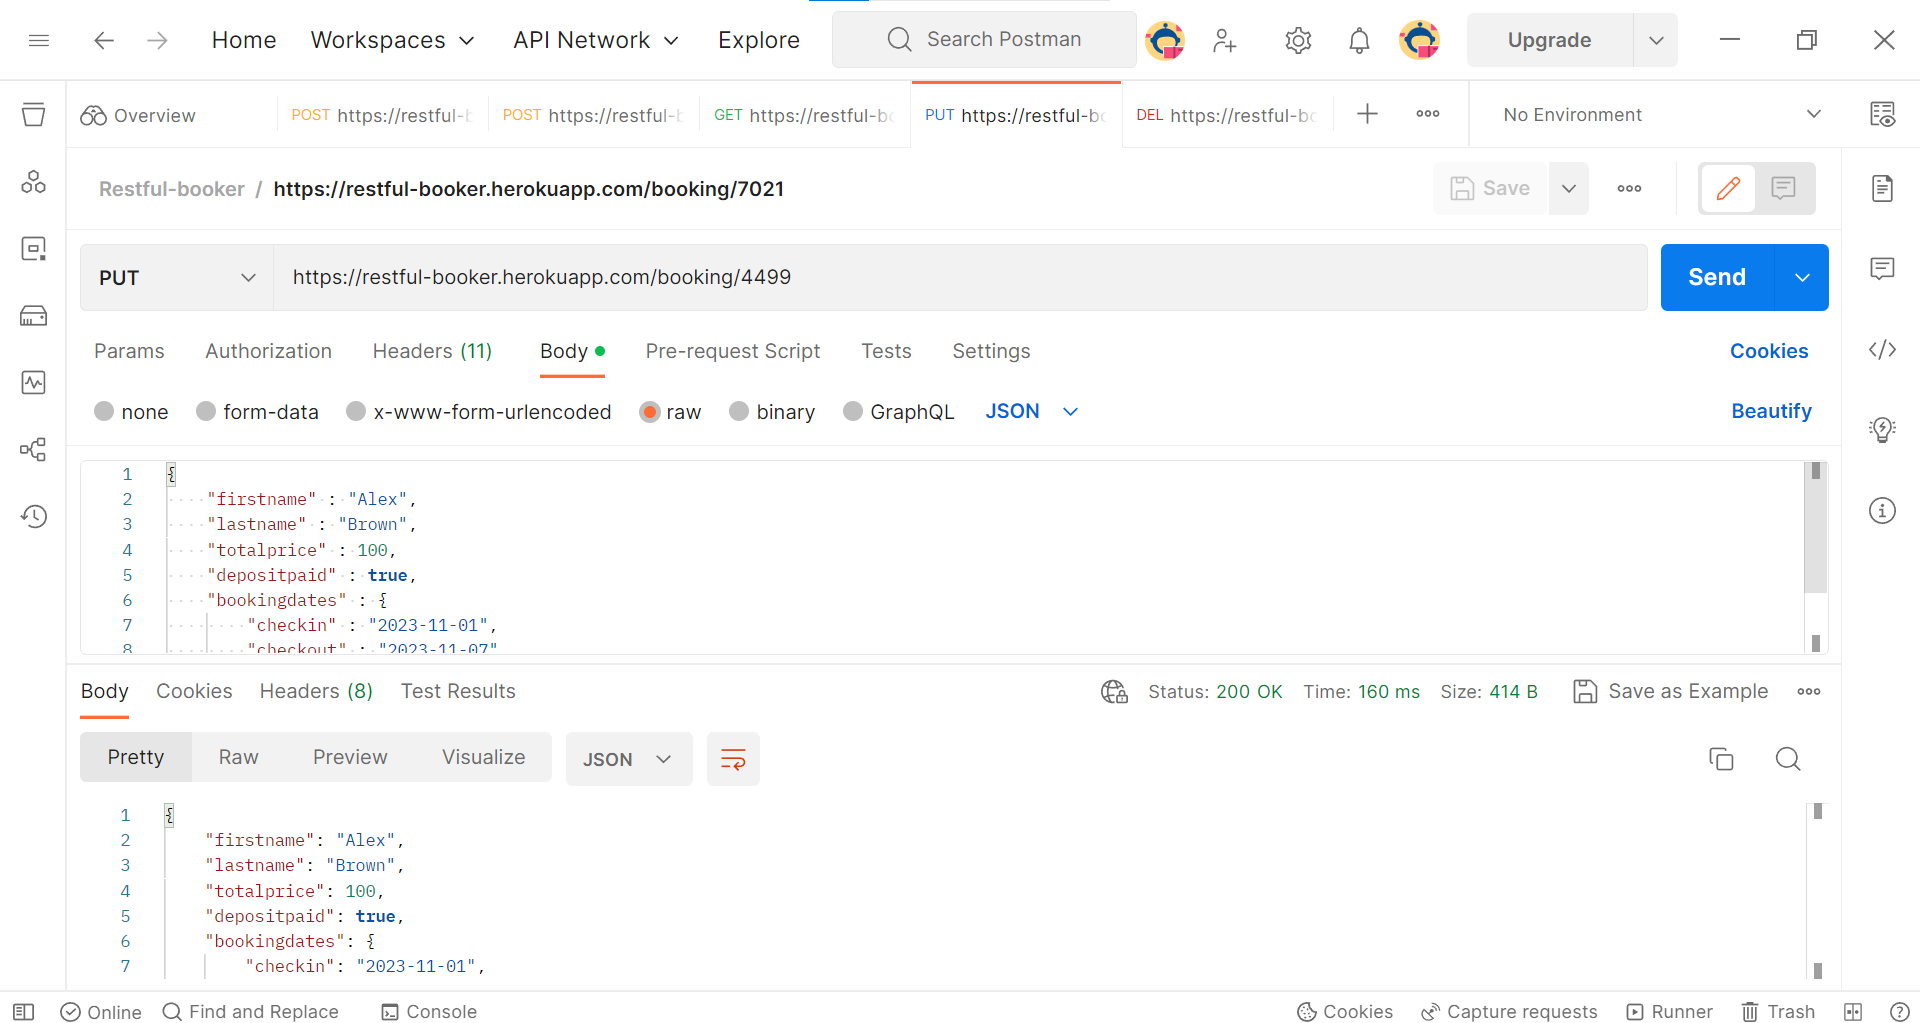 Home Workspaces API Network Explore Search Postman Upgrade
Overview POST https://restful-b POST https://restful-b GET https://restful-bo PUT https://restful-bo DEL https://restful-bo No Environment
Restful-booker / https://restful-booker.herokuapp.com/booking/7021 Save
PUT https://restful-booker.herokuapp.com/booking/4499 Send
Params Authorization Headers (11) Body Pre-request Script Tests Settings Cookies
none form-data x-www-form-urlencoded raw binary GraphQL JSON Beautify
1 {
2 "firstname" : "Alex",
3 "lastname" : "Brown",
4 "totalprice" : 100,
5 "depositpaid" : true,
6 "bookingdates" : {
7 "checkin" : "2023-11-01",
8 "checkout" : "2023-11-07"
Body Cookies Headers (8) Test Results Status: 200 OK Time: 160 ms Size: 414 B Save as Example
Pretty Raw Preview Visualize JSON
1 {
2 "firstname": "Alex",
3 "lastname": "Brown",
4 "totalprice": 100,
5 "depositpaid": true,
6 "bookingdates": {
7 "checkin": "2023-11-01",
Online Find and Replace Console Cookies Capture requests Runner Trash